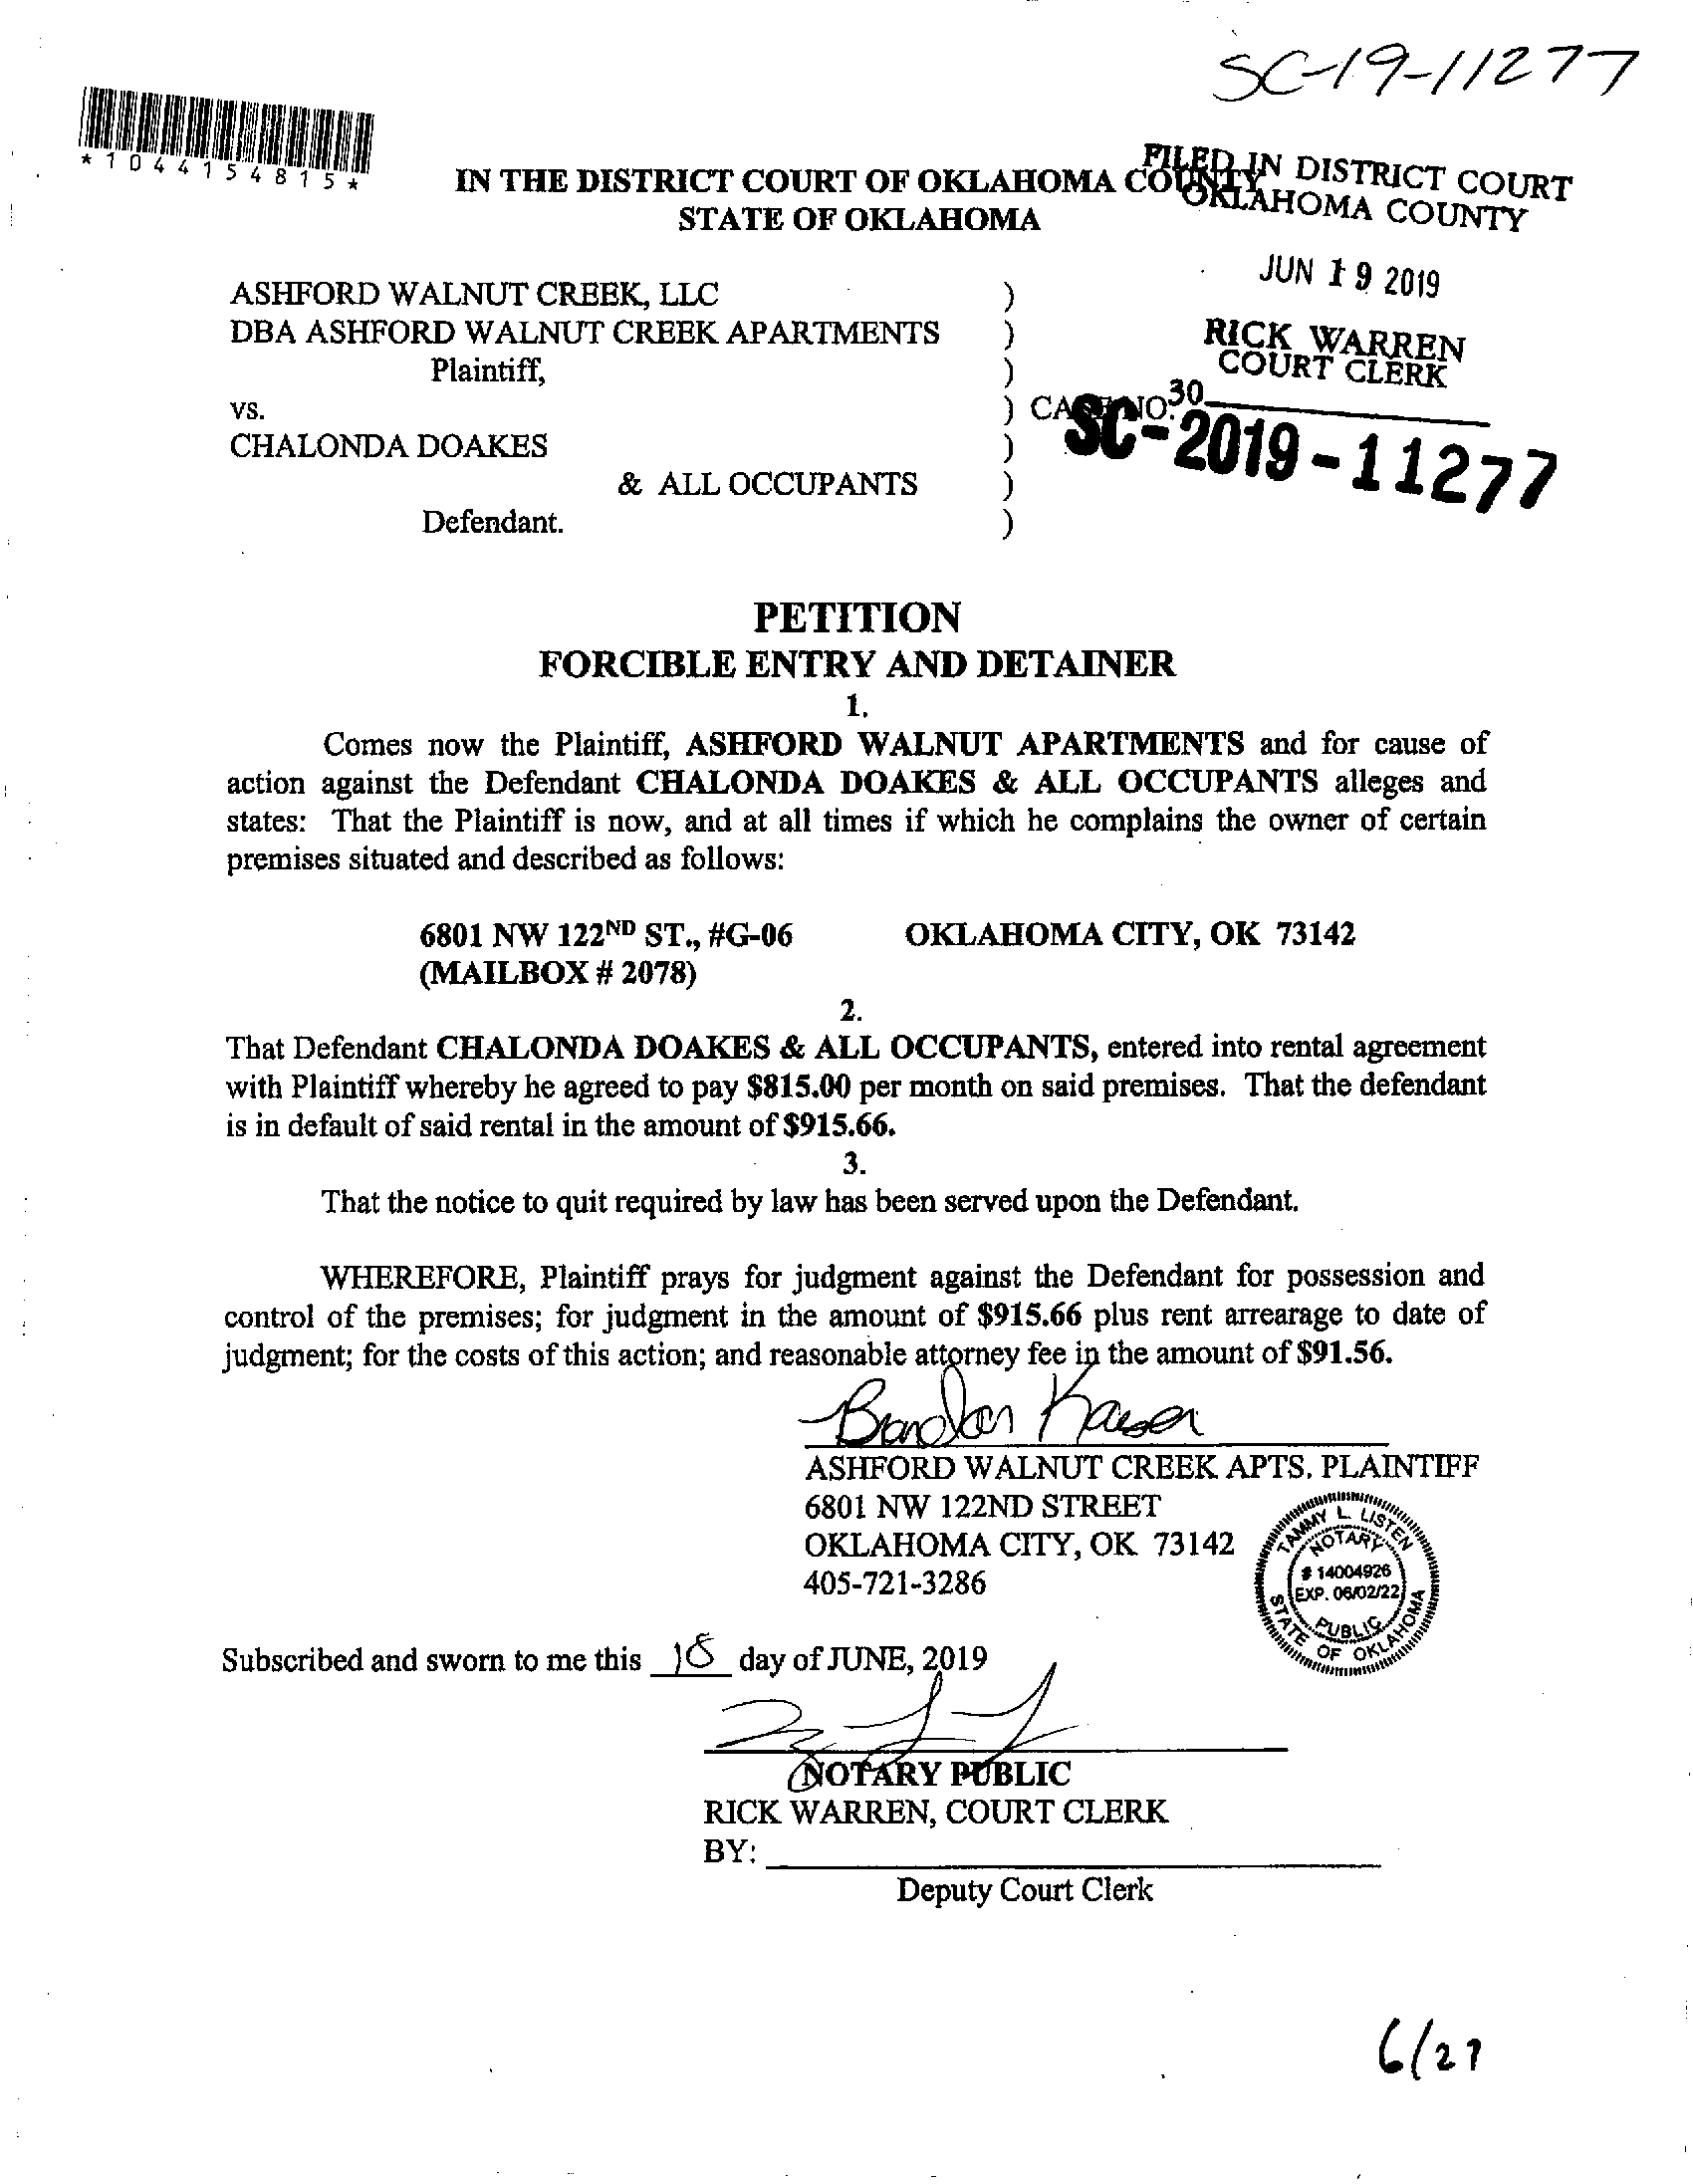 SC-19-11277
*1044154815*
IN THE DISTRICT COURT OF OKLAHOMA COUNTY
STATE OF OKLAHOMA
FILED IN DISTRICT COURT
OKLAHOMA COUNTY
JUN 19 2019
RICK WARREN
COURT CLERK
30
ASHFORD WALNUT CREEK, LLC )
DBA ASHFORD WALNUT CREEK APARTMENTS )
Plaintiff, )
vs. ) CASE NO.
SC-2019-11277
CHALONDA DOAKES )
& ALL OCCUPANTS )
Defendant. )
PETITION
FORCIBLE ENTRY AND DETAINER
1.
Comes now the Plaintiff, ASHFORD WALNUT APARTMENTS and for cause of
action against the Defendant CHALONDA DOAKES & ALL OCCUPANTS alleges and
states: That the Plaintiff is now, and at all times if which he complains the owner of certain
premises situated and described as follows:
6801 NW 122ND ST., #G-06 OKLAHOMA CITY, OK 73142
(MAILBOX # 2078)
2.
That Defendant CHALONDA DOAKES & ALL OCCUPANTS, entered into rental agreement
with Plaintiff whereby he agreed to pay $815.00 per month on said premises. That the defendant
is in default of said rental in the amount of $915.66.
3.
That the notice to quit required by law has been served upon the Defendant.
WHEREFORE, Plaintiff prays for judgment against the Defendant for possession and
control of the premises; for judgment in the amount of $915.66 plus rent arrearage to date of
judgment; for the costs of this action; and reasonable attorney fee in the amount of $91.56.
Brandon Kaiser
ASHFORD WALNUT CREEK APTS. PLAINTIFF
6801 NW 122ND STREET
OKLAHOMA CITY, OK 73142
405-721-3286
TAMMY L. LISTEN
NOTARY
# 14004926
EXP. 06/02/22
PUBLIC
STATE OF OKLAHOMA
Subscribed and sworn to me this 18 day of JUNE, 2019
NOTARY PUBLIC
RICK WARREN, COURT CLERK
BY:
Deputy Court Clerk
6/27